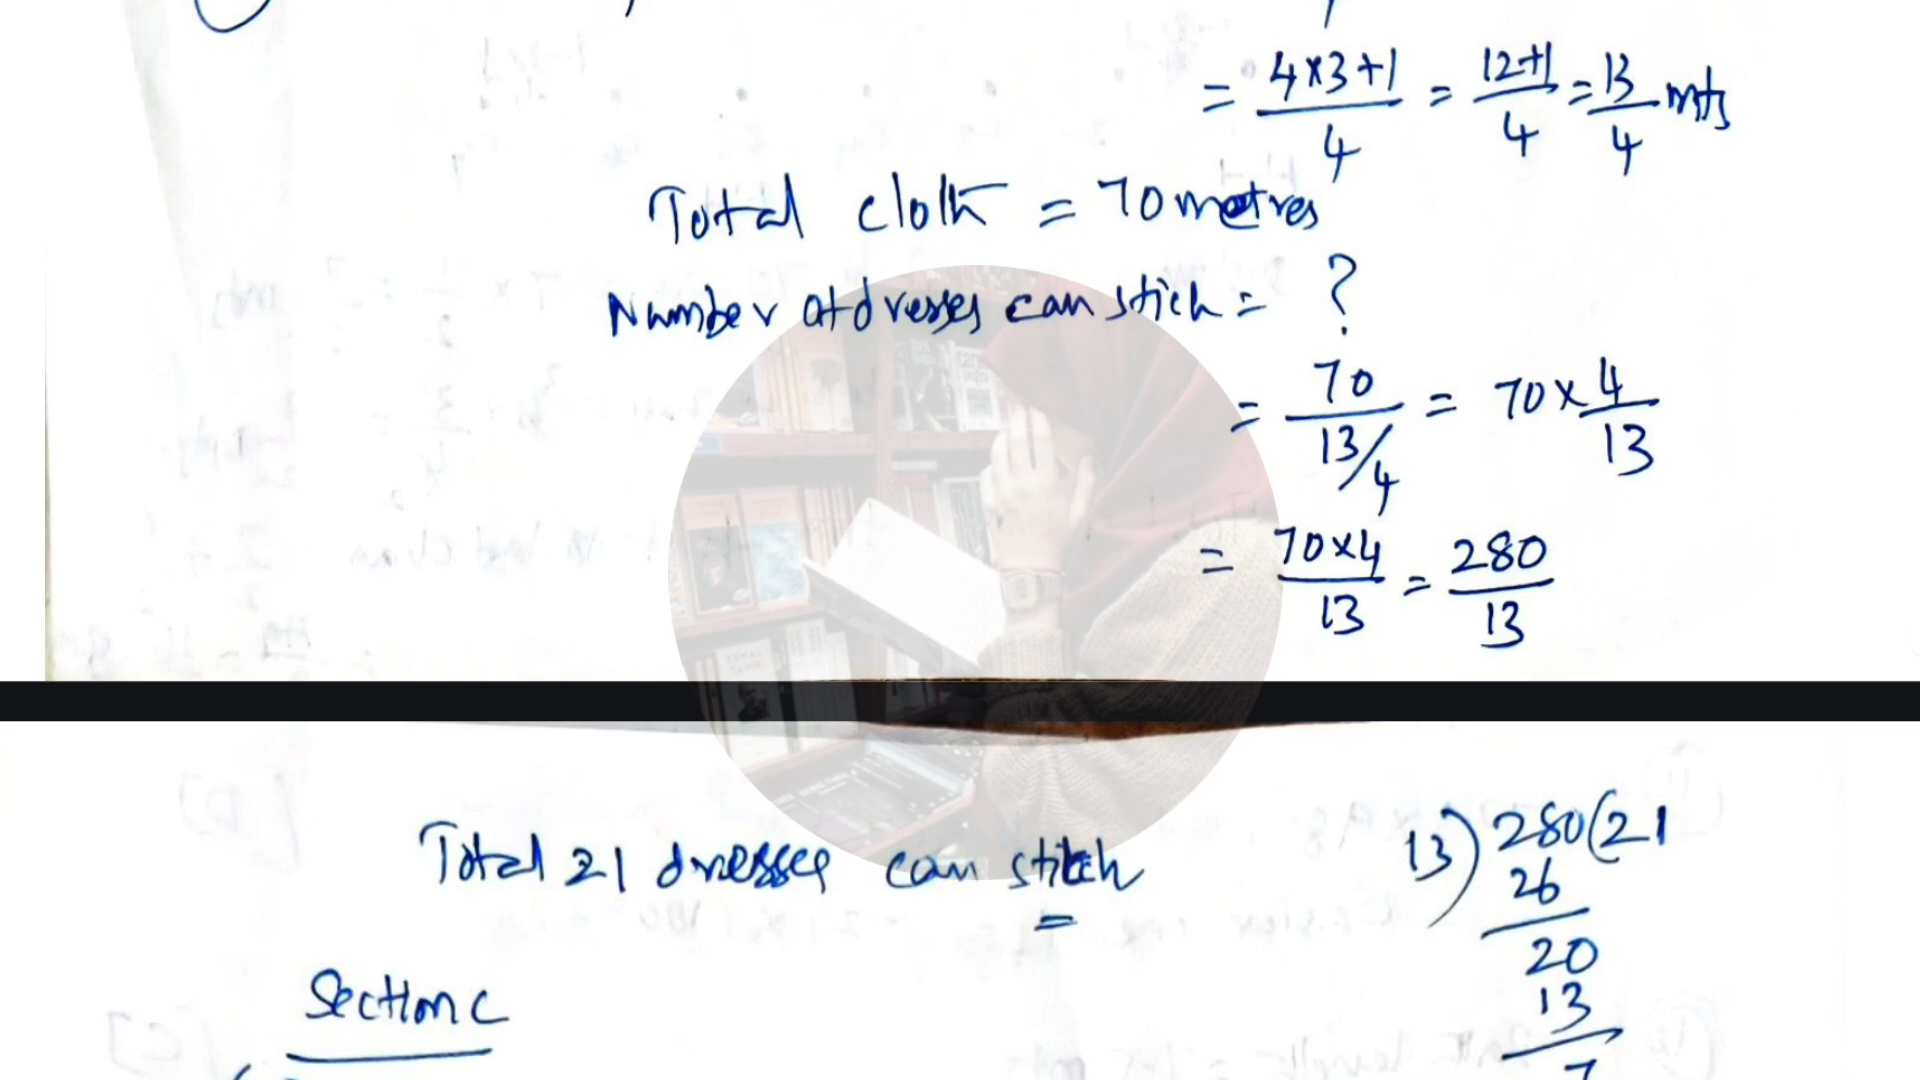 = 4×3+1/4 = 12+1/4 = 13/4 mts
Total cloth = 70 metres
Number of dresses can stich = ?
= 70/13/4 = 70×4/13
= 70×4/13 = 280/13
Total 21 dresses can stitch
=
13)280(21
26
20
13
7
Section C